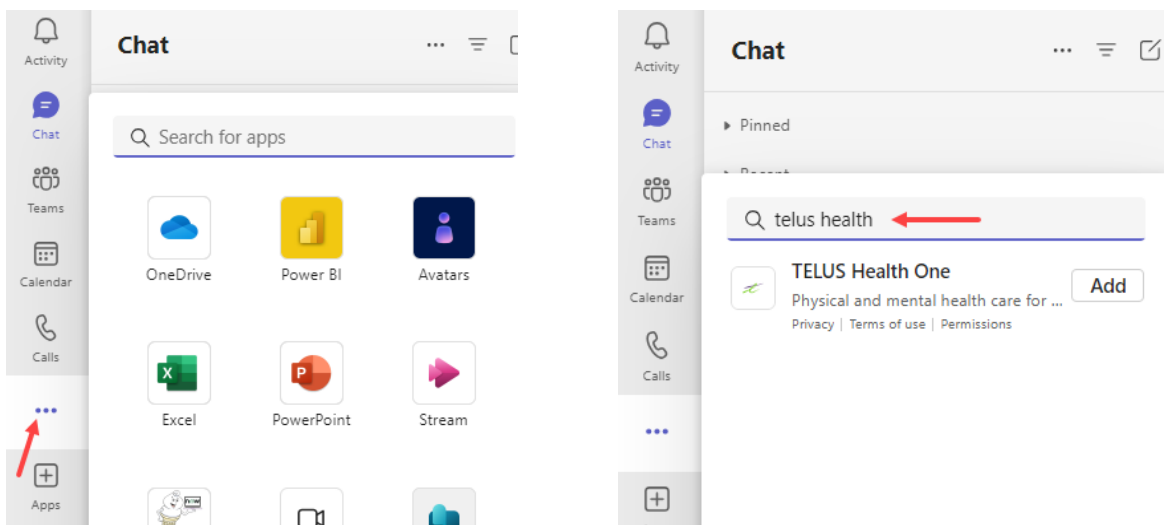 Activity
Chat
Teams
Calendar
Calls
•••
Apps
Chat
Search for apps
OneDrive
Power BI
Avatars
Excel
PowerPoint
Stream
Activity
Chat
Teams
Calendar
Calls
•••
Chat
Pinned
telus health
TELUS Health One
Physical and mental health care for ...
Privacy | Terms of use | Permissions
Add